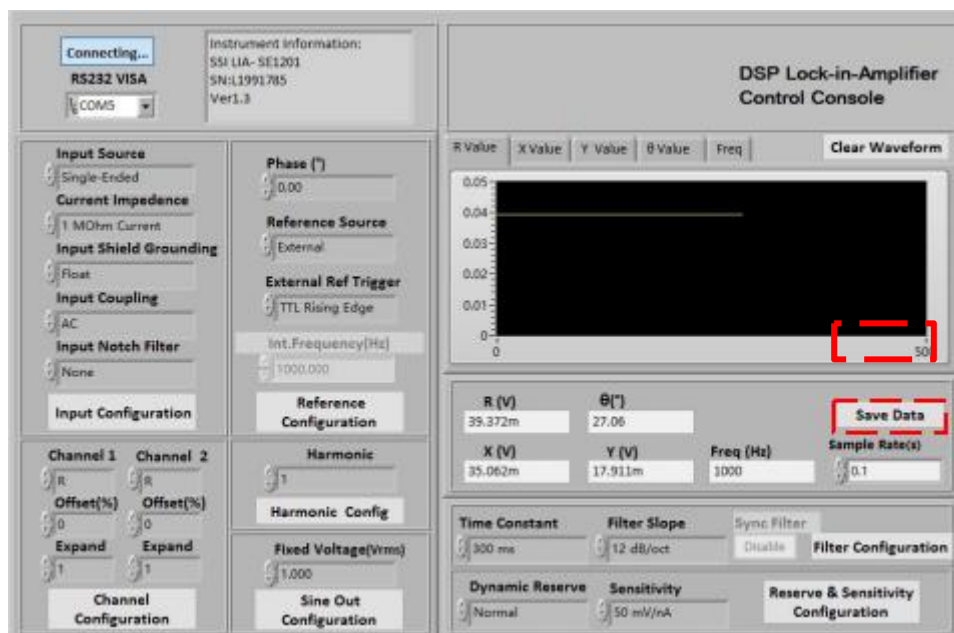 Connecting...
RS232 VISA
COM5
Instrument Information:
SSI LIA- SE1201
SN:L1991785
Ver1.3
DSP Lock-in-Amplifier
Control Console
Input Source
Single-Ended
Current Impedance
1 MOhm Current
Input Shield Grounding
Float
Input Coupling
AC
Input Notch Filter
None
Input Configuration
Phase (°)
0.00
Reference Source
External
External Ref Trigger
TTL Rising Edge
Int.Frequency(Hz)
1000.000
Reference
Configuration
R Value X Value Y Value θ Value Freq Clear Waveform
0.05
0.04
0.03
0.02
0.01
0
0 50
R (V) θ(°)
39.372m 27.06
Save Data
X (V) Y (V) Freq (Hz) Sample Rate(s)
35.062m 17.911m 1000 0.1
Channel 1 Channel 2
R R
Offset(%) Offset(%)
0 0
Expand Expand
1 1
Channel
Configuration
Harmonic
1
Harmonic Config
Fixed Voltage(Vrms)
1.000
Sine Out
Configuration
Time Constant Filter Slope Sync Filter
300 ms 12 dB/oct Disable Filter Configuration
Dynamic Reserve Sensitivity
Normal 50 mV/nA
Reserve & Sensitivity
Configuration